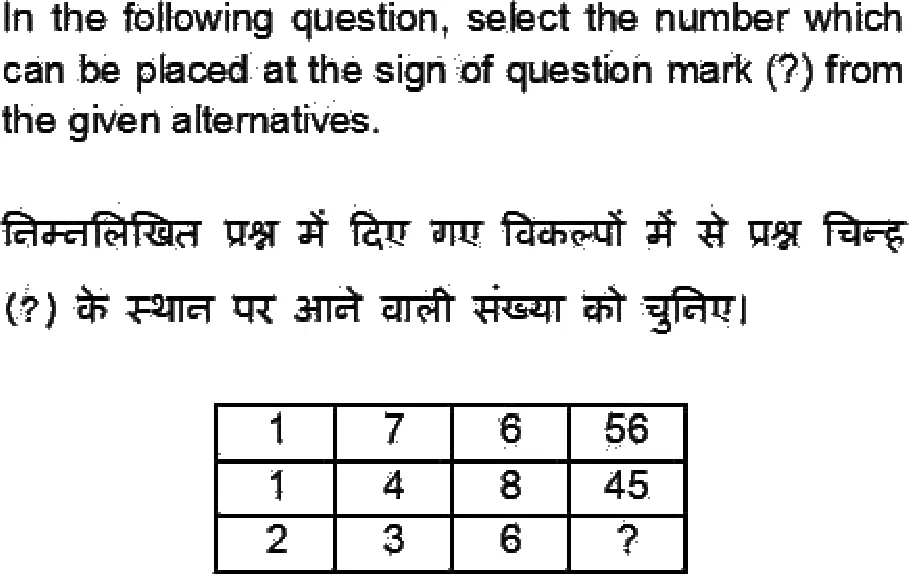 In the following question, select the number which
can be placed at the sign of question mark (?) from
the given alternatives.
निम्नलिखित प्रश्न में दिए गए विकल्पों में से प्रश्न चिन्ह
(?) के स्थान पर आने वाली संख्या को चुनिए।
1 7 6 56
1 4 8 45
2 3 6 ?